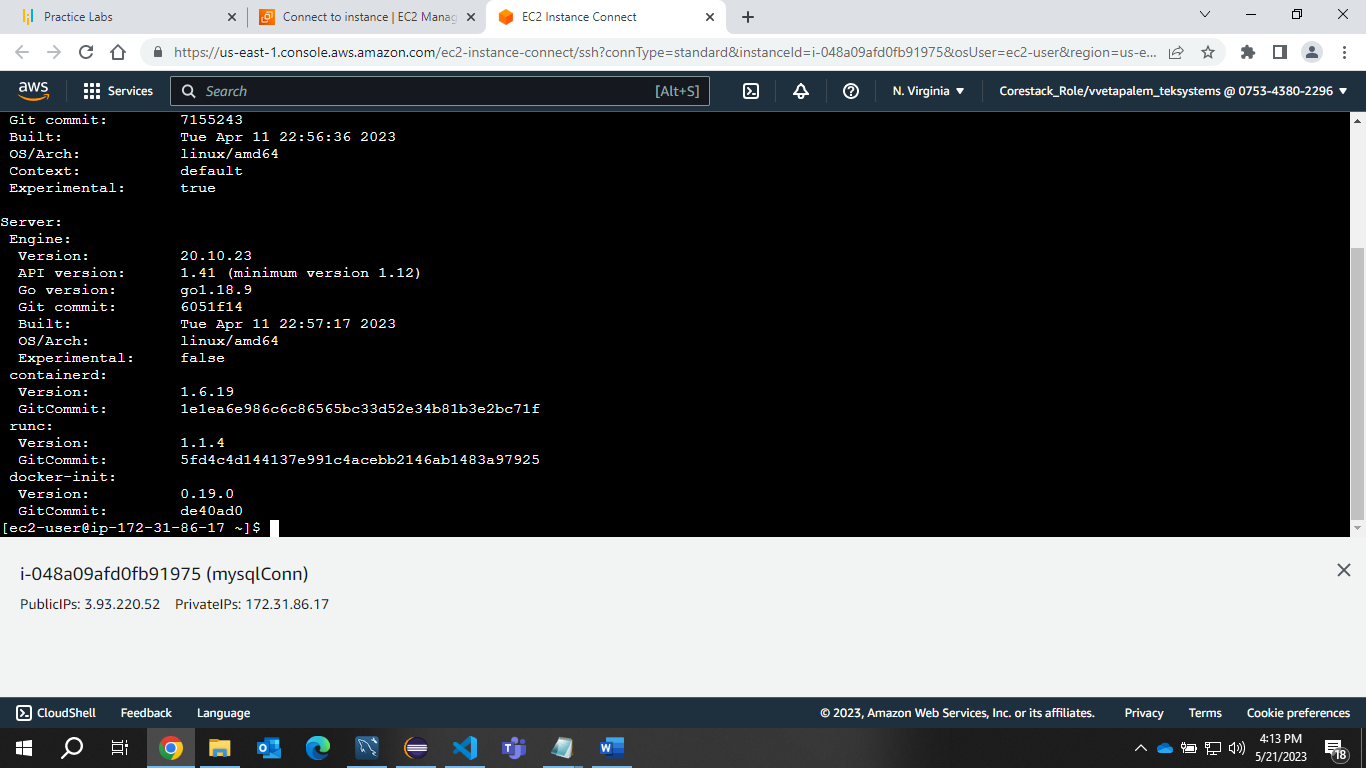 Practice Labs
Connect to instance | EC2 Manag
EC2 Instance Connect
https://us-east-1.console.aws.amazon.com/ec2-instance-connect/ssh?connType=standard&instanceId=i-048a09afd0fb91975&osUser=ec2-user&region=us-e...
aws
Services
Search
[Alt+S]
N. Virginia
Corestack_Role/vvetapalem_teksystems @ 0753-4380-2296
Git commit: 7155243
Built: Tue Apr 11 22:56:36 2023
OS/Arch: linux/amd64
Context: default
Experimental: true
Server:
Engine:
Version: 20.10.23
API version: 1.41 (minimum version 1.12)
Go version: go1.18.9
Git commit: 6051f14
Built: Tue Apr 11 22:57:17 2023
OS/Arch: linux/amd64
Experimental: false
containerd:
Version: 1.6.19
GitCommit: 1e1ea6e986c6c86565bc33d52e34b81b3e2bc71f
runc:
Version: 1.1.4
GitCommit: 5fd4c4d144137e991c4acebb2146ab1483a97925
docker-init:
Version: 0.19.0
GitCommit: de40ad0
[ec2-user@ip-172-31-86-17 ~]$
i-048a09afd0fb91975 (mysqlConn)
PublicIPs: 3.93.220.52 PrivateIPs: 172.31.86.17
CloudShell
Feedback
Language
© 2023, Amazon Web Services, Inc. or its affiliates.
Privacy
Terms
Cookie preferences
4:13 PM
5/21/2023
18